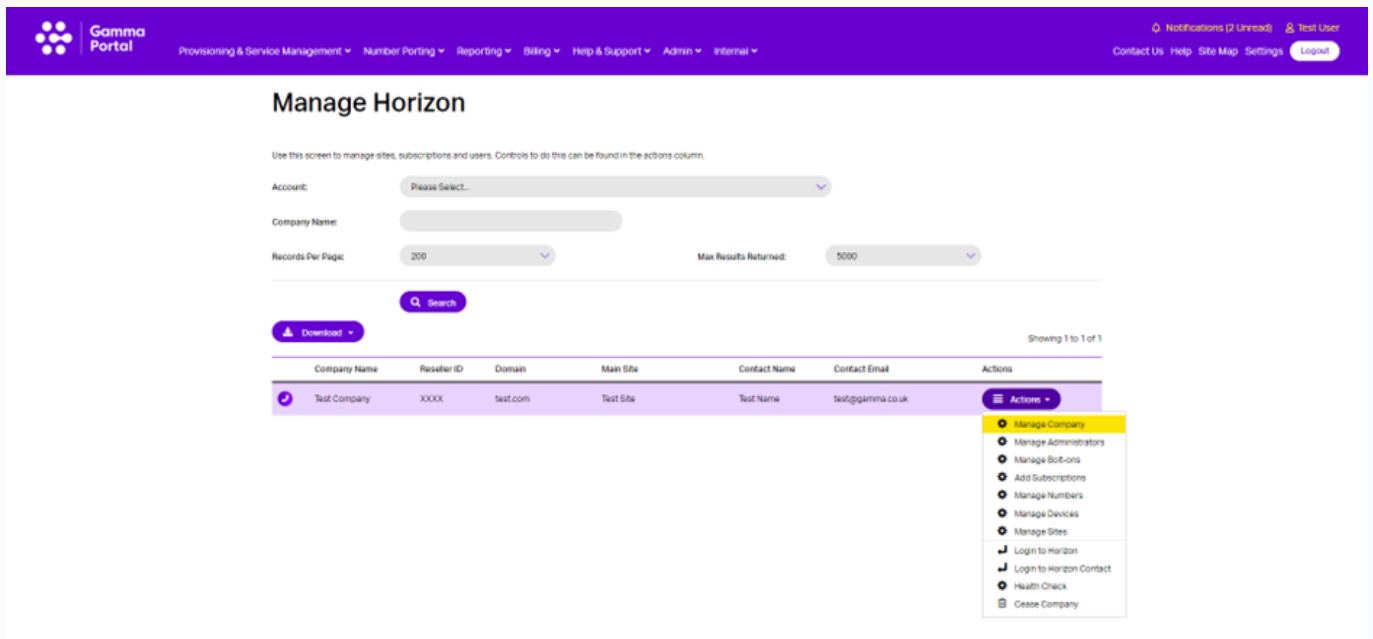 Gamma
Portal
Notifications (2 Unread) Test User
Provisioning & Service Management Number Porting Reporting Billing Help & Support Admin Internal
Contact Us Help Site Map Settings Logout
Manage Horizon
Use this screen to manage sites, subscriptions and users. Controls to do this can be found in the actions column.
Account: Please Select...
Company Name:
Records Per Page: 200 Max Results Returned: 5000
Search
Download
Showing 1 to 1 of 1
Company Name Reseller ID Domain Main Site Contact Name Contact Email Actions
Test Company XXXX test.com Test Site Test Name test@gamma.co.uk Actions
Manage Company
Manage Administrators
Manage Bolt-ons
Add Subscriptions
Manage Numbers
Manage Devices
Manage Sites
Login to Horizon
Login to Horizon Contact
Health Check
Cease Company